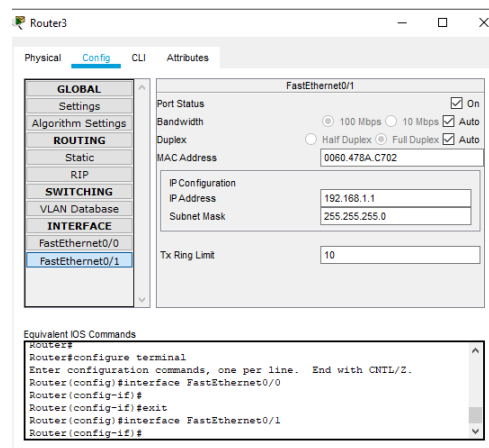 Router3
Physical Config CLI Attributes
GLOBAL
Settings
Algorithm Settings
ROUTING
Static
RIP
SWITCHING
VLAN Database
INTERFACE
FastEthernet0/0
FastEthernet0/1
FastEthernet0/1
Port Status On
Bandwidth 100 Mbps 10 Mbps Auto
Duplex Half Duplex Full Duplex Auto
MAC Address 0060.478A.C702
IP Configuration
IP Address 192.168.1.1
Subnet Mask 255.255.255.0
Tx Ring Limit 10
Equivalent IOS Commands
Router#
Router#configure terminal
Enter configuration commands, one per line. End with CNTL/Z.
Router(config)#interface FastEthernet0/0
Router(config-if)#
Router(config-if)#exit
Router(config)#interface FastEthernet0/1
Router(config-if)#